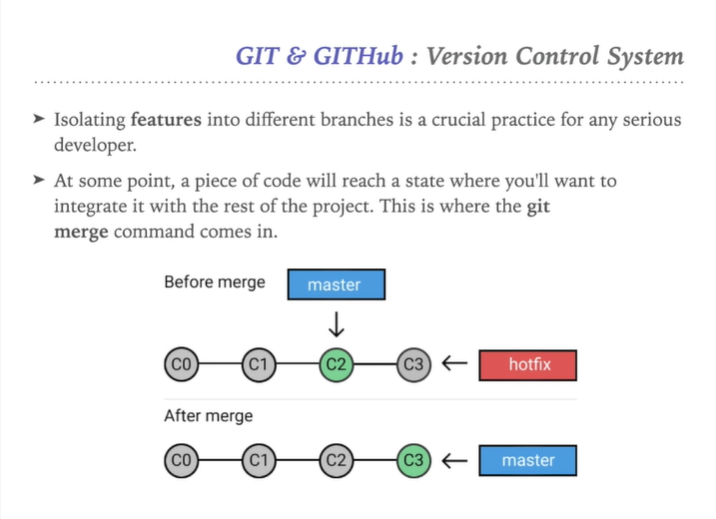 GIT & GITHub : Version Control System
➤ Isolating features into different branches is a crucial practice for any serious
developer.
➤ At some point, a piece of code will reach a state where you'll want to
integrate it with the rest of the project. This is where the git
merge command comes in.
Before merge
master
C0 C1 C2 C3
hotfix
After merge
C0 C1 C2 C3
master